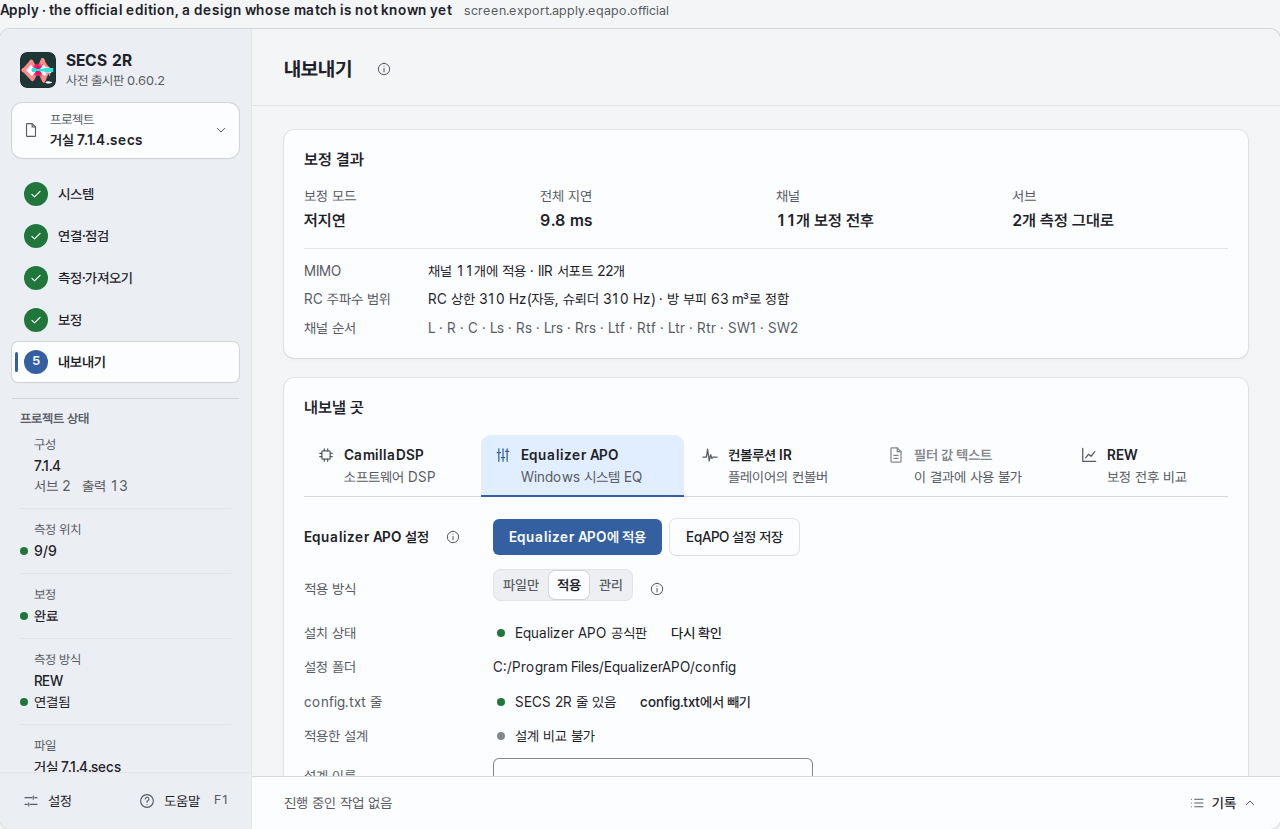 Apply · the official edition, a design whose match is not known yet screen.export.apply.eqapo.official
SECS 2R
사전 출시판 0.60.2
프로젝트
거실 7.1.4.secs
시스템
연결·점검
측정·가져오기
보정
5 내보내기
프로젝트 상태
구성
7.1.4
서브 2 출력 13
측정 위치
9/9
보정
완료
측정 방식
REW
연결됨
파일
거실 7.1.4.secs
설정 도움말 F1
내보내기
보정 결과
보정 모드 전체 지연 채널 서브
저지연 9.8 ms 11개 보정 전후 2개 측정 그대로
MIMO 채널 11개에 적용 · IIR 서포트 22개
RC 주파수 범위 RC 상한 310 Hz(자동, 슈뢰더 310 Hz) · 방 부피 63 m³로 정합
채널 순서 L · R · C · Ls · Rs · Lrs · Rrs · Ltf · Rtf · Ltr · Rtr · SW1 · SW2
내보낼 곳
CamillaDSP Equalizer APO 컨볼루션 IR 필터 값 텍스트 REW
소프트웨어 DSP Windows 시스템 EQ 플레이어의 컨볼버 이 결과에 사용 불가 보정 전후 비교
Equalizer APO 설정 Equalizer APO에 적용 EqAPO 설정 저장
적용 방식 파일만 적용 관리
설치 상태 Equalizer APO 공식판 다시 확인
설정 폴더 C:/Program Files/EqualizerAPO/config
config.txt 줄 SECS 2R 줄 있음 config.txt에서 빼기
적용한 설계 설계 비교 불가
설계 이름
진행 중인 작업 없음 기록